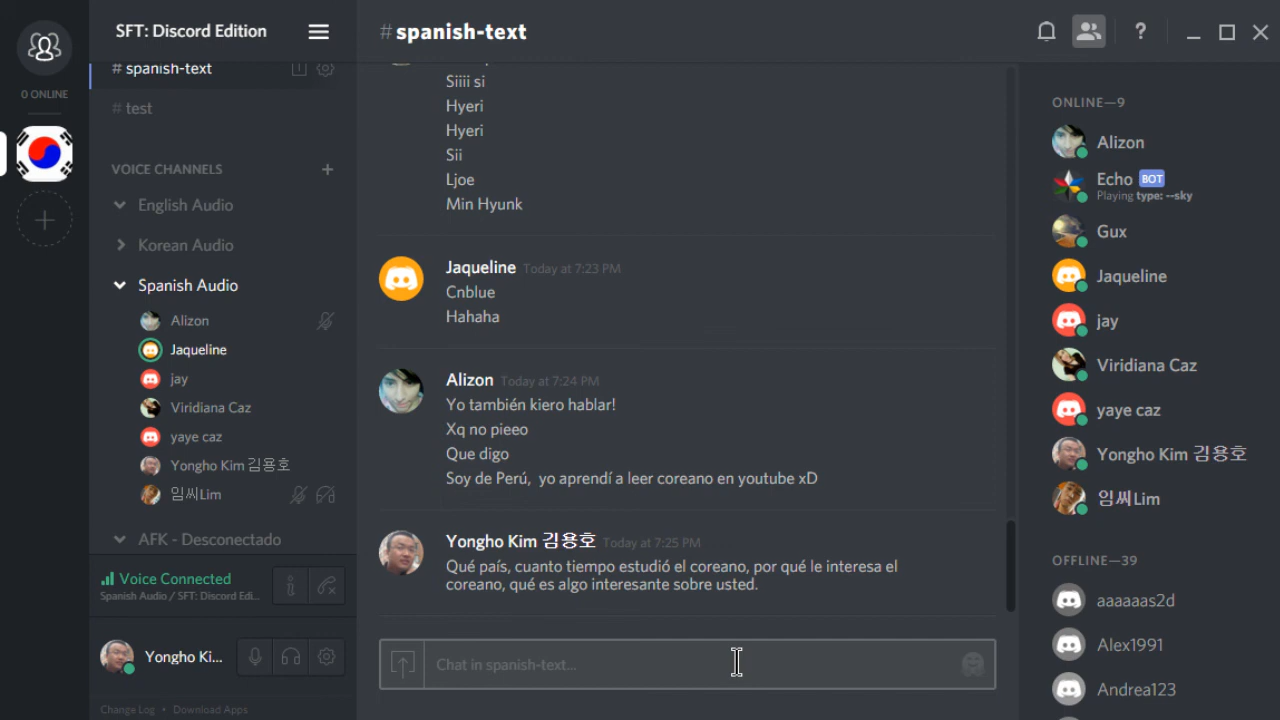 0 ONLINE
SFT: Discord Edition
# spanish-text
# test
VOICE CHANNELS
English Audio
Korean Audio
Spanish Audio
Alizon
Jaqueline
jay
Viridiana Caz
yaye caz
Yongho Kim 김용호
임씨Lim
AFK - Desconectado
Voice Connected
Spanish Audio / SFT: Discord Edi...
Yongho Ki...
Change Log • Download Apps
# spanish-text
Siiii si
Hyeri
Hyeri
Sii
Ljoe
Min Hyunk
Jaqueline Today at 7:23 PM
Cnblue
Hahaha
Alizon Today at 7:24 PM
Yo también kiero hablar!
Xq no pieeo
Que digo
Soy de Perú, yo aprendí a leer coreano en youtube xD
Yongho Kim 김용호 Today at 7:25 PM
Qué país, cuanto tiempo estudió el coreano, por qué le interesa el
coreano, qué es algo interesante sobre usted.
Chat in spanish-text...
ONLINE—9
Alizon
Echo BOT
Playing type: --sky
Gux
Jaqueline
jay
Viridiana Caz
yaye caz
Yongho Kim 김용호
임씨Lim
OFFLINE—39
aaaaaas2d
Alex1991
Andrea123